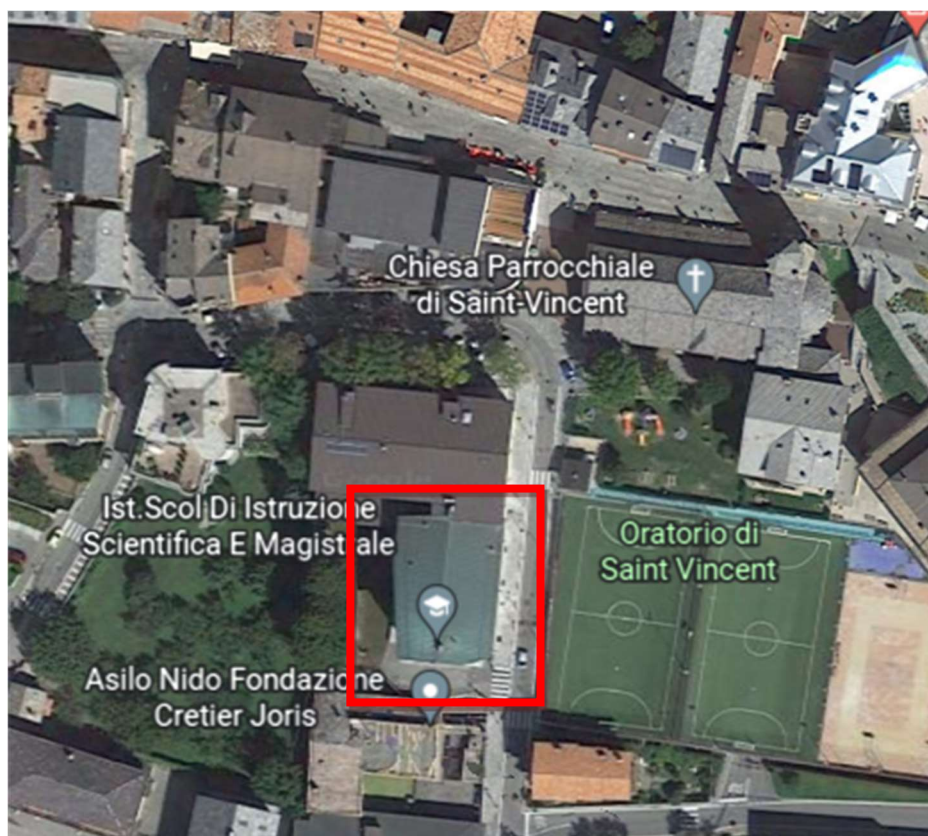 Chiesa Parrocchiale
di Saint-Vincent
Ist.Scol Di Istruzione
Scientifica E Magistrale
Oratorio di
Saint Vincent
Asilo Nido Fondazione
Cretier Joris